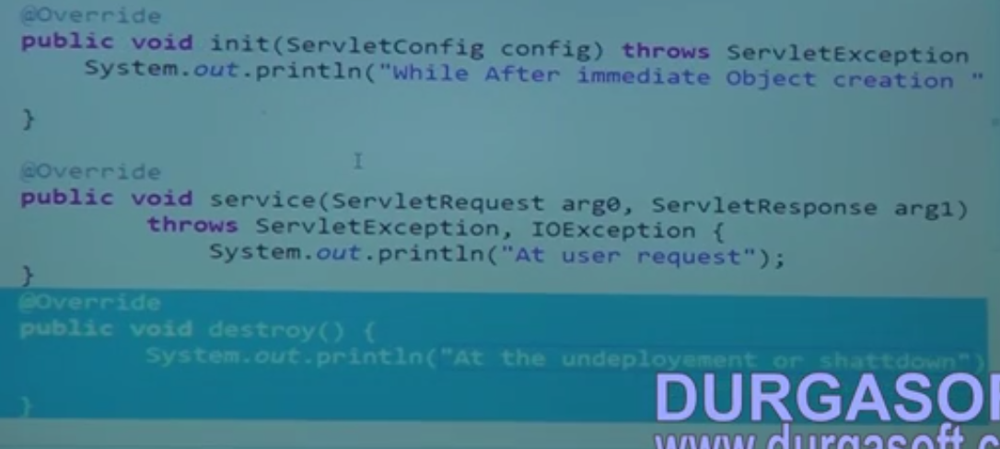 @Override
public void init(ServletConfig config) throws ServletException
System.out.println("While After immediate Object creation "
}
@Override
public void service(ServletRequest arg0, ServletResponse arg1)
throws ServletException, IOException {
System.out.println("At user request");
}
@Override
public void destroy() {
System.out.println("At the undeployement or shattdown")
}
DURGASOF
www.durgasoft.c